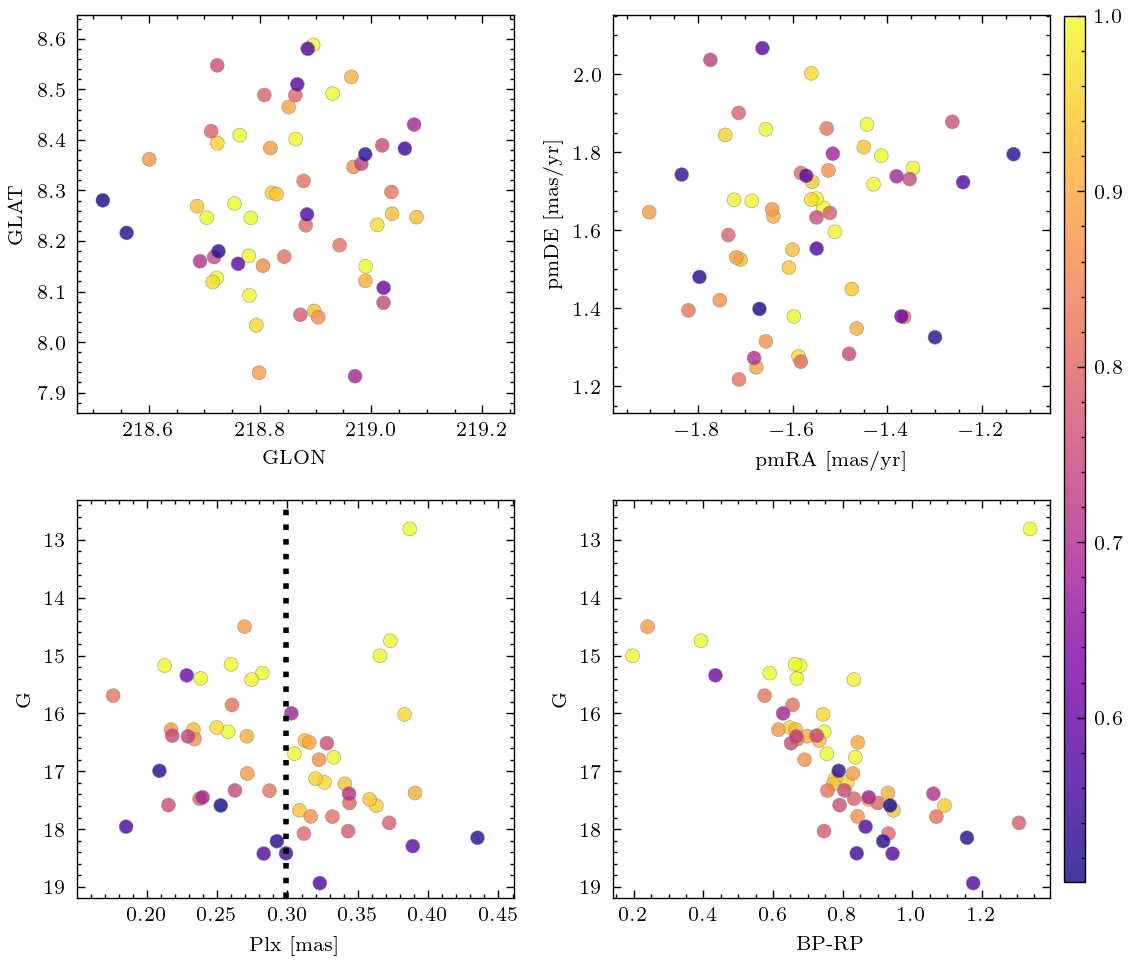 8.6
8.5
8.4
8.3
8.2
8.1
8.0
7.9
GLAT
218.6 218.8 219.0 219.2
GLON
2.0
1.8
1.6
1.4
1.2
pmDE [mas/yr]
−1.8 −1.6 −1.4 −1.2
pmRA [mas/yr]
1.0
0.9
0.8
0.7
0.6
13
14
15
16
17
18
19
G
0.20 0.25 0.30 0.35 0.40 0.45
Plx [mas]
13
14
15
16
17
18
19
G
0.2 0.4 0.6 0.8 1.0 1.2
BP-RP